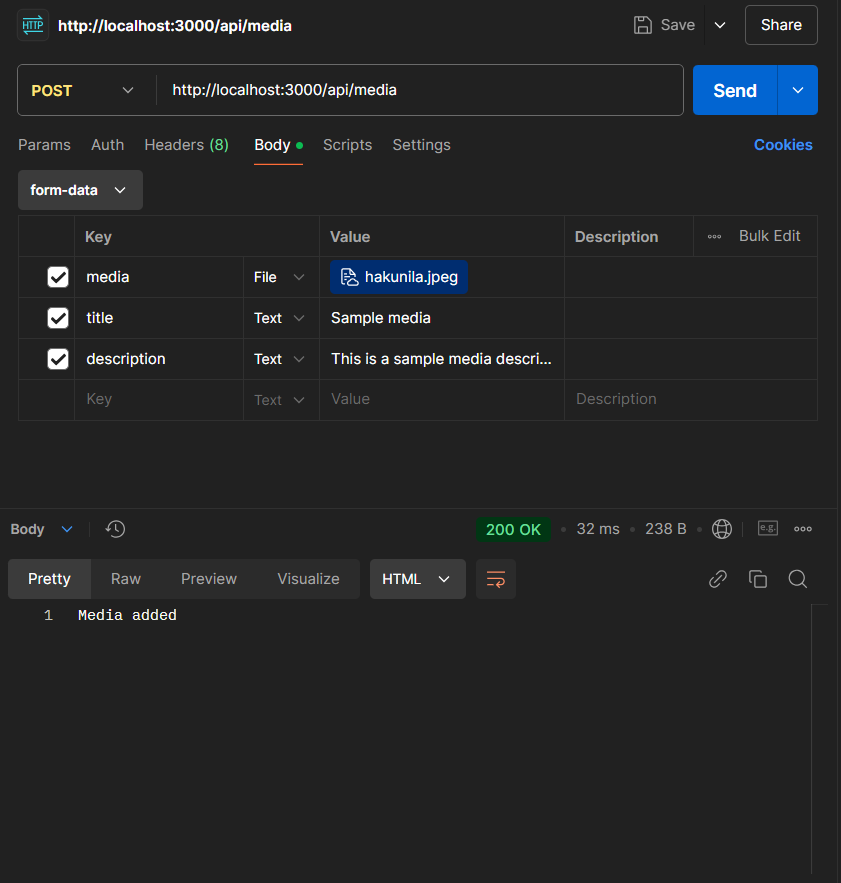 HTTP http://localhost:3000/api/media Save Share
POST http://localhost:3000/api/media Send
Params Auth Headers (8) Body Scripts Settings Cookies
form-data
Key Value Description Bulk Edit
media File hakunila.jpeg
title Text Sample media
description Text This is a sample media descri...
Key Text Value Description
Body 200 OK 32 ms 238 B e.g.
Pretty Raw Preview Visualize HTML
1 Media added